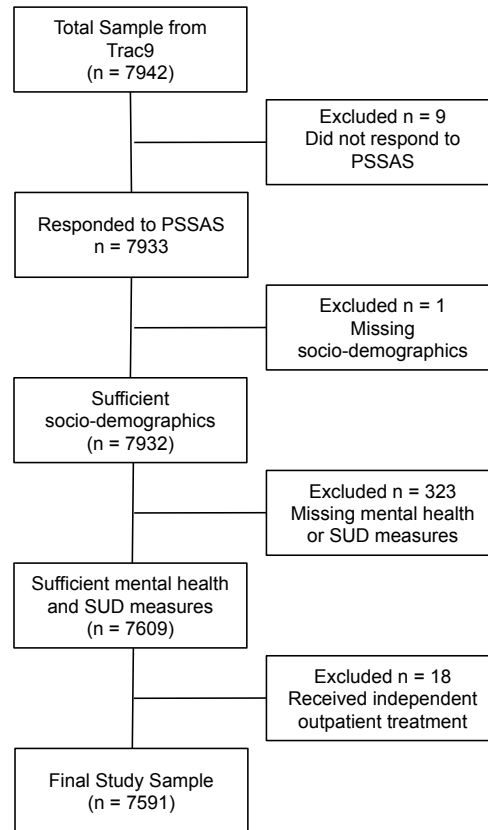 Total Sample from
Trac9
(n = 7942)
Excluded n = 9
Did not respond to
PSSAS
Responded to PSSAS
n = 7933
Excluded n = 1
Missing
socio-demographics
Sufficient
socio-demographics
(n = 7932)
Excluded n = 323
Missing mental health
or SUD measures
Sufficient mental health
and SUD measures
(n = 7609)
Excluded n = 18
Received independent
outpatient treatment
Final Study Sample
(n = 7591)